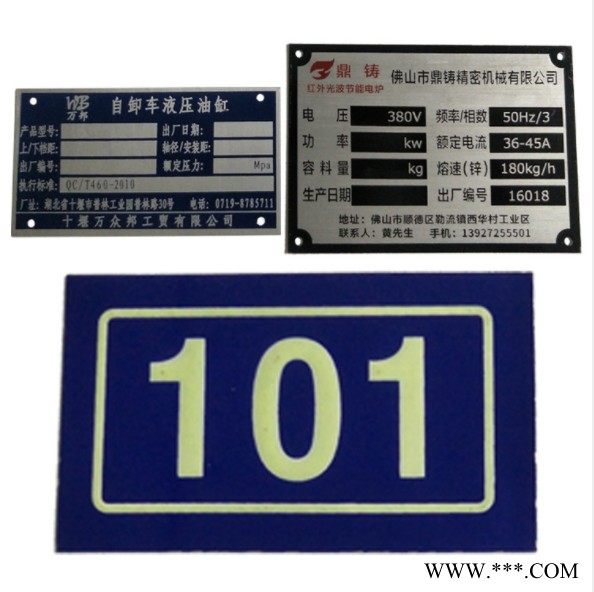 WB
万邦
自卸车液压油缸
产品型号: 出厂日期:
上/下档距: 轴径/安装距:
出厂编号: 额定压力: Mpa
执行标准: QC/T460-2010
厂址: 湖北省十堰市普林工业园普林路30号 电话: 0719-8785711
十堰万众邦工贸有限公司
鼎铸
红外光波节能电炉
佛山市鼎铸精密机械有限公司
电压 380V 频率/相数 50Hz/3
功率 kw 额定电流 36-45A
容料量 kg 熔速(锌) 180kg/h
生产日期 出厂编号 16018
地址: 佛山市顺德区勒流镇西华村工业区
联系人: 黄先生 手机: 13927255501
101
WWW.***.COM